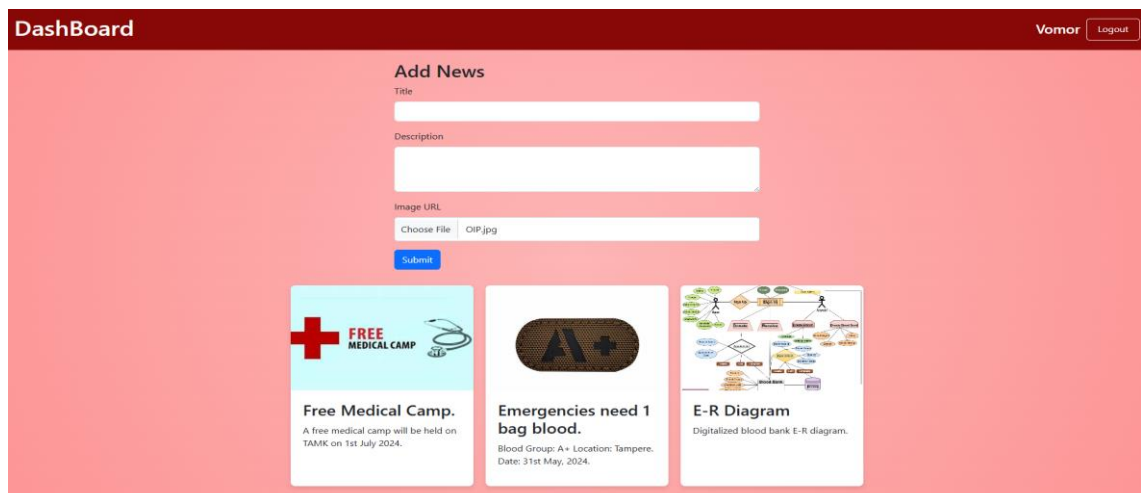 DashBoard
Vomor
Logout
Add News
Title
Description
Image URL
Choose File OIP.jpg
Submit
FREE
MEDICAL CAMP
Free Medical Camp.
A free medical camp will be held on
TAMK on 1st July 2024.
A+
Emergencies need 1
bag blood.
Blood Group: A+ Location: Tampere.
Date: 31st May, 2024.
Blood Bank
E-R Diagram
Digitalized blood bank E-R diagram.